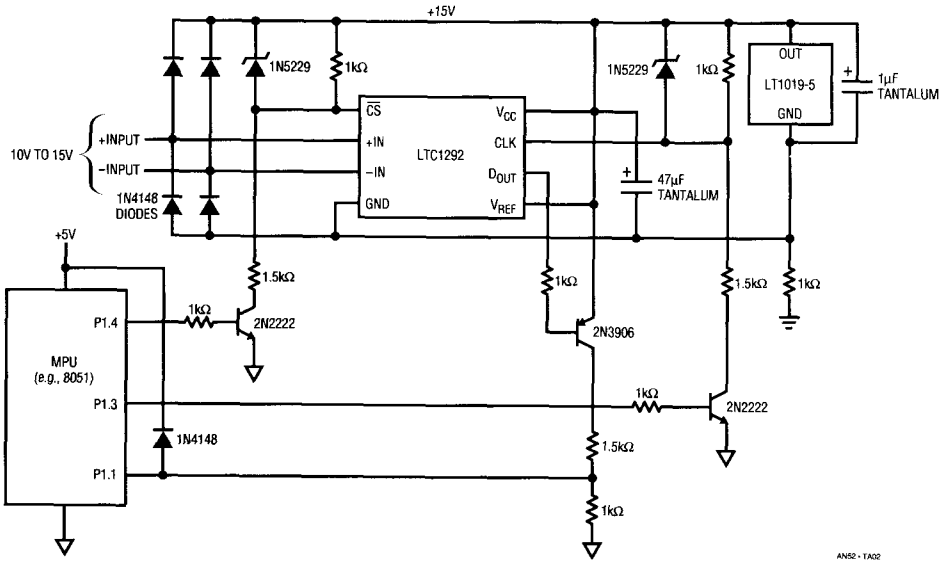 +15V
1N5229
1kΩ
1N5229
1kΩ
OUT
LT1019-5
GND
+
1µF
TANTALUM
10V TO 15V
+INPUT
−INPUT
1N4148
DIODES
CS
+IN
−IN
GND
LTC1292
VCC
CLK
DOUT
VREF
+
47µF
TANTALUM
+5V
1.5kΩ
1kΩ
1.5kΩ
1kΩ
MPU
(e.g., 8051)
P1.4
P1.3
P1.1
1kΩ
2N2222
2N3906
1kΩ
2N2222
1N4148
1.5kΩ
1kΩ
AN52 • TA02